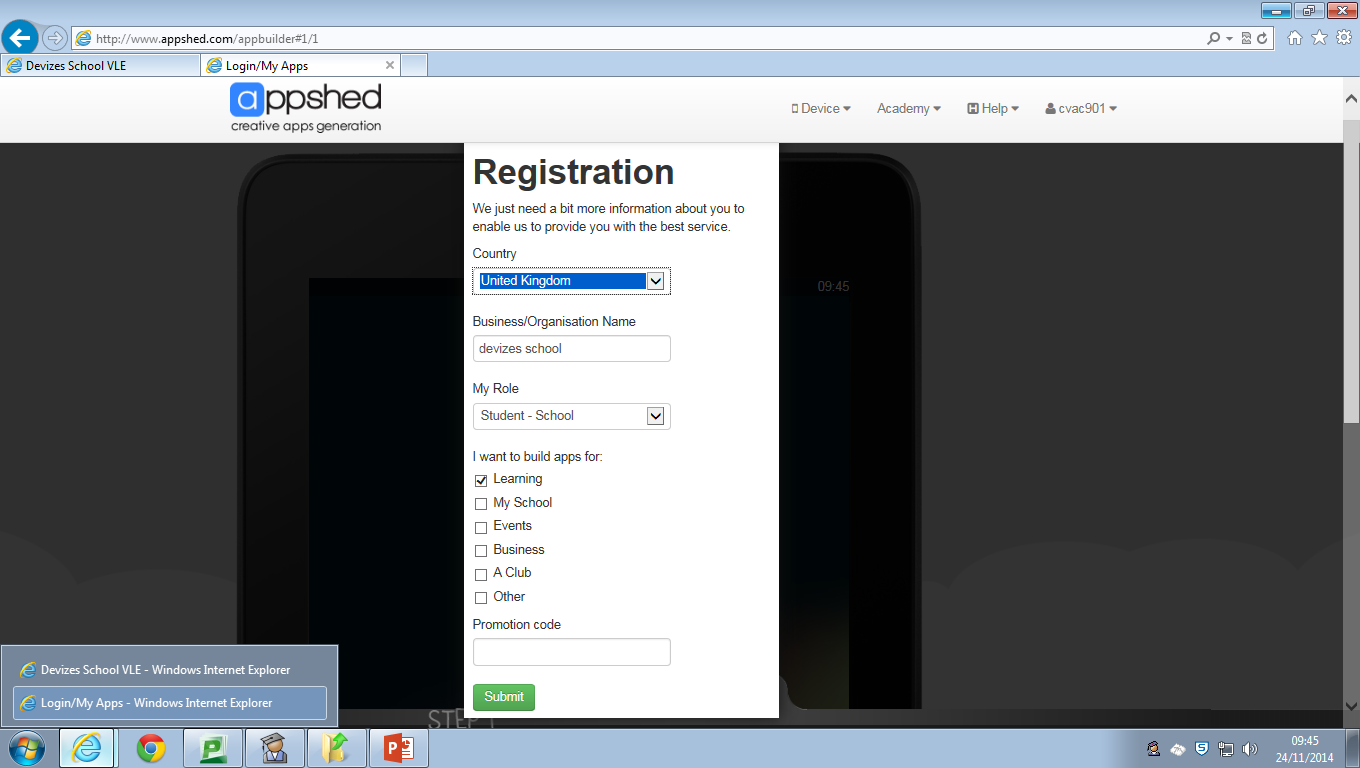 http://www.appshed.com/appbuilder#1/1
Devizes School VLE
Login/My Apps
appshed
creative apps generation
Device
Academy
Help
cvac901
Registration
We just need a bit more information about you to
enable us to provide you with the best service.
Country
United Kingdom
09:45
Business/Organisation Name
devizes school
My Role
Student - School
I want to build apps for:
Learning
My School
Events
Business
A Club
Other
Promotion code
Submit
Devizes School VLE - Windows Internet Explorer
Login/My Apps - Windows Internet Explorer
STEP 1
09:45
24/11/2014